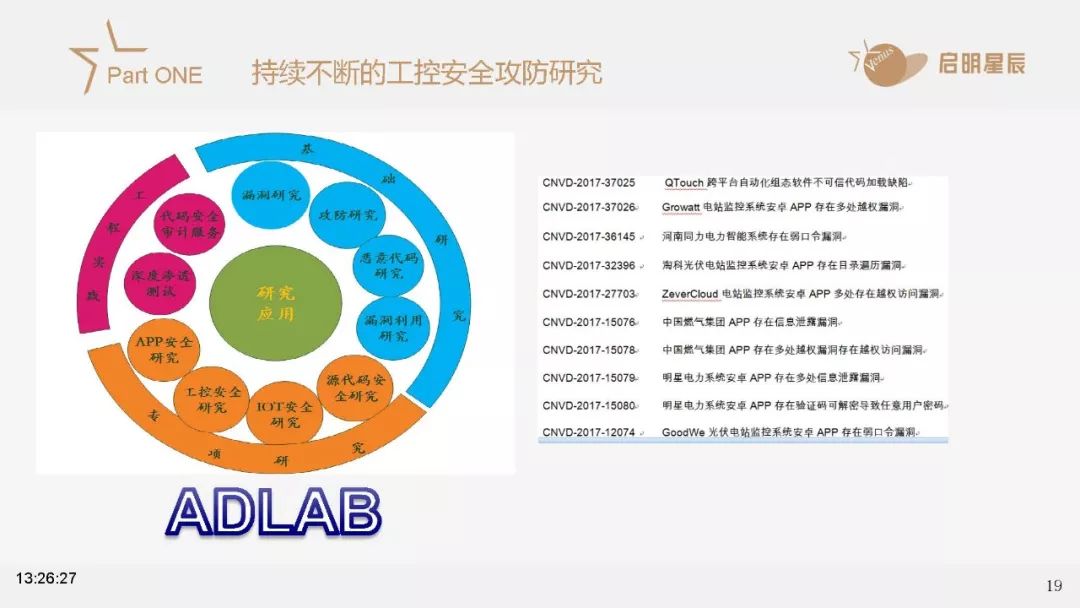 Part ONE
持续不断的工控安全攻防研究
Venus
启明星辰
基础研究
漏洞研究
攻防研究
恶意代码
研究
漏洞利用
研究
工程实践
代码安全
审计服务
深度渗透
测试
研究
应用
APP安全
研究
工控安全
研究
IOT安全
研究
源代码安
全研究
专项研究
ADLAB
CNVD-2017-37025 QTouch 跨平台自动化组态软件不可信代码加载缺陷
CNVD-2017-37026 Growatt 电站监控系统安卓 APP 存在多处越权漏洞
CNVD-2017-36145 河南同力电力智能系统存在弱口令漏洞
CNVD-2017-32396 淘科光伏电站监控系统安卓 APP 存在目录遍历漏洞
CNVD-2017-27703 ZeverCloud 电站监控系统安卓 APP 多处存在越权访问漏洞
CNVD-2017-15076 中国燃气集团 APP 存在信息泄露漏洞
CNVD-2017-15078 中国燃气集团 APP 存在多处越权漏洞存在越权访问漏洞
CNVD-2017-15079 明星电力系统安卓 APP 存在多处信息泄露漏洞
CNVD-2017-15080 明星电力系统安卓 APP 存在验证码可解密导致任意用户密码
CNVD-2017-12074 GoodWe 光伏电站监控系统安卓 APP 存在弱口令漏洞
13:26:27
19